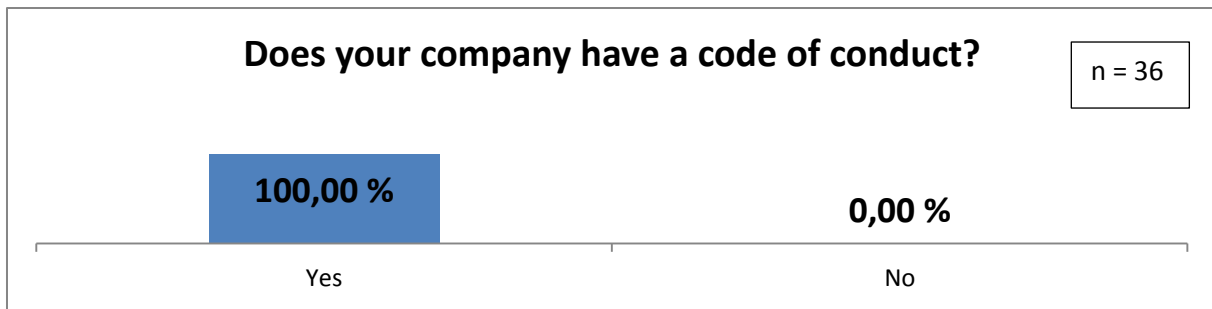 Does your company have a code of conduct?
n = 36
100,00 %
0,00 %
Yes
No